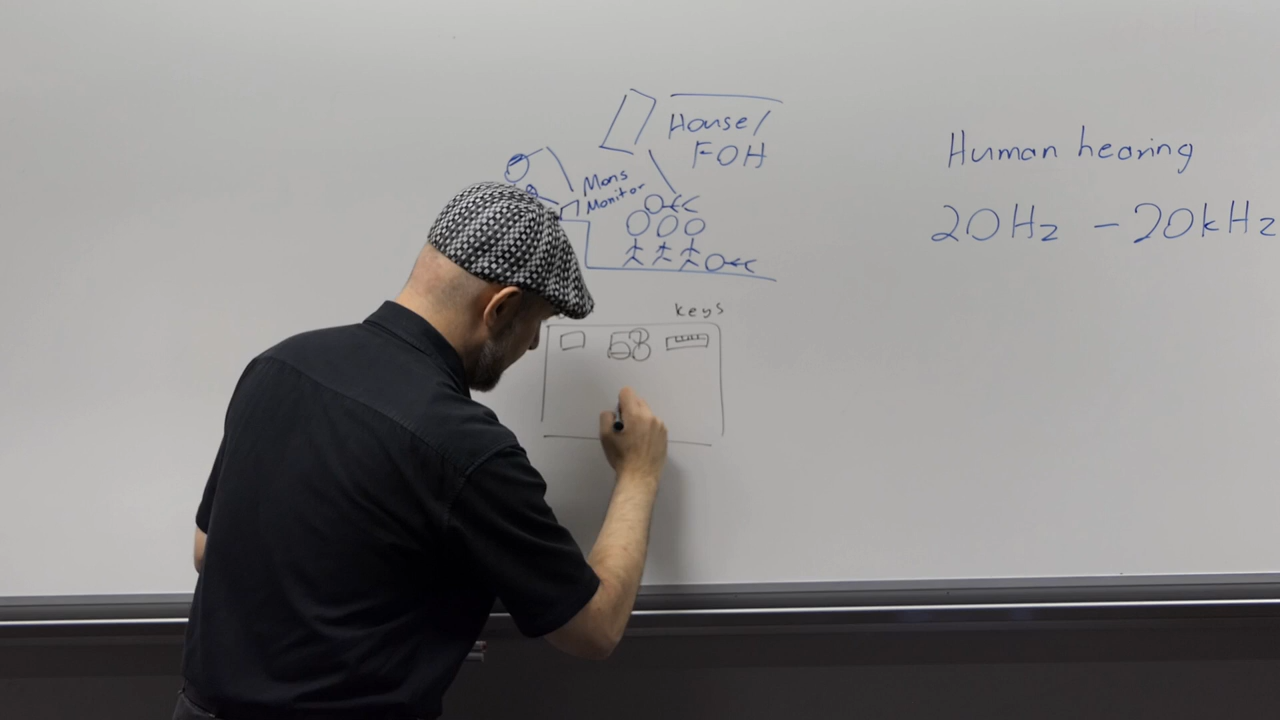 House/
FOH
Mons
Monitor
Human hearing
20Hz - 20kHz
keys